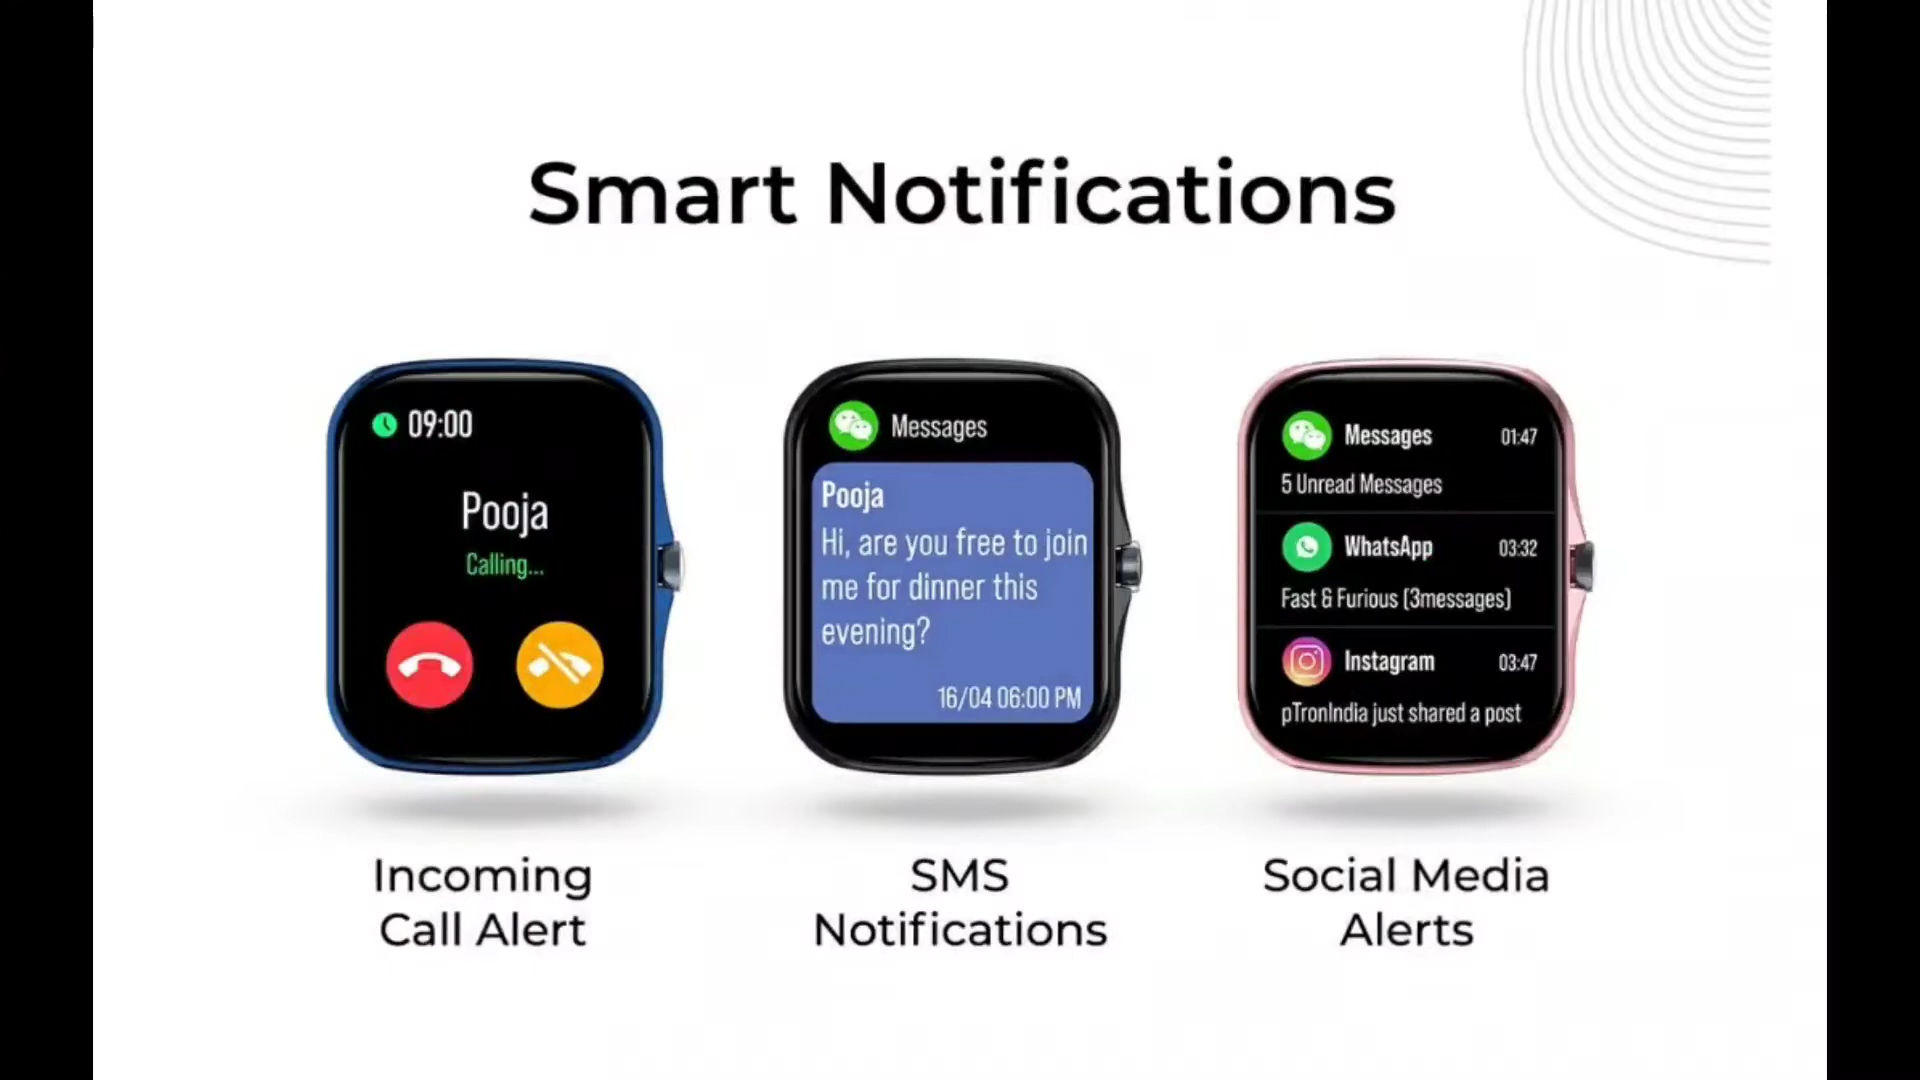 Smart Notifications
09:00
Pooja
Calling...
Incoming
Call Alert
Messages
Pooja
Hi, are you free to join
me for dinner this
evening?
16/04 06:00 PM
SMS
Notifications
Messages 01:47
5 Unread Messages
WhatsApp 03:32
Fast & Furious (3messages)
Instagram 03:47
pTronIndia just shared a post
Social Media
Alerts